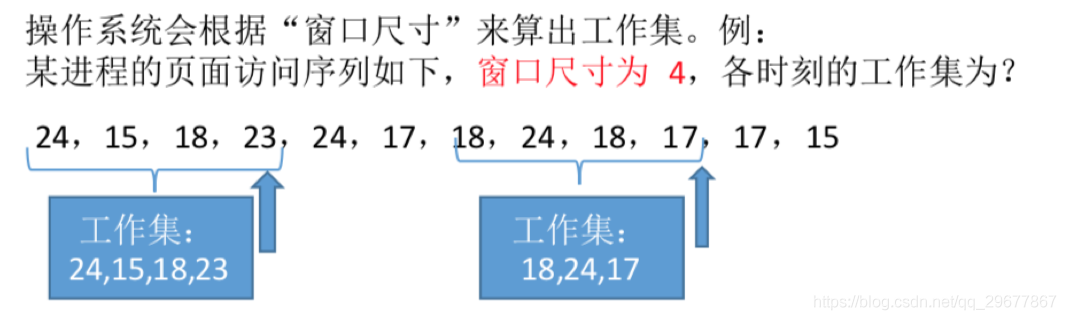 操作系统会根据“窗口尺寸”来算出工作集。例：
某进程的页面访问序列如下，窗口尺寸为 4，各时刻的工作集为？
24，15，18，23，24，17，18，24，18，17，17，15
工作集：
24,15,18,23
工作集：
18,24,17
https://blog.csdn.net/qq_29677867